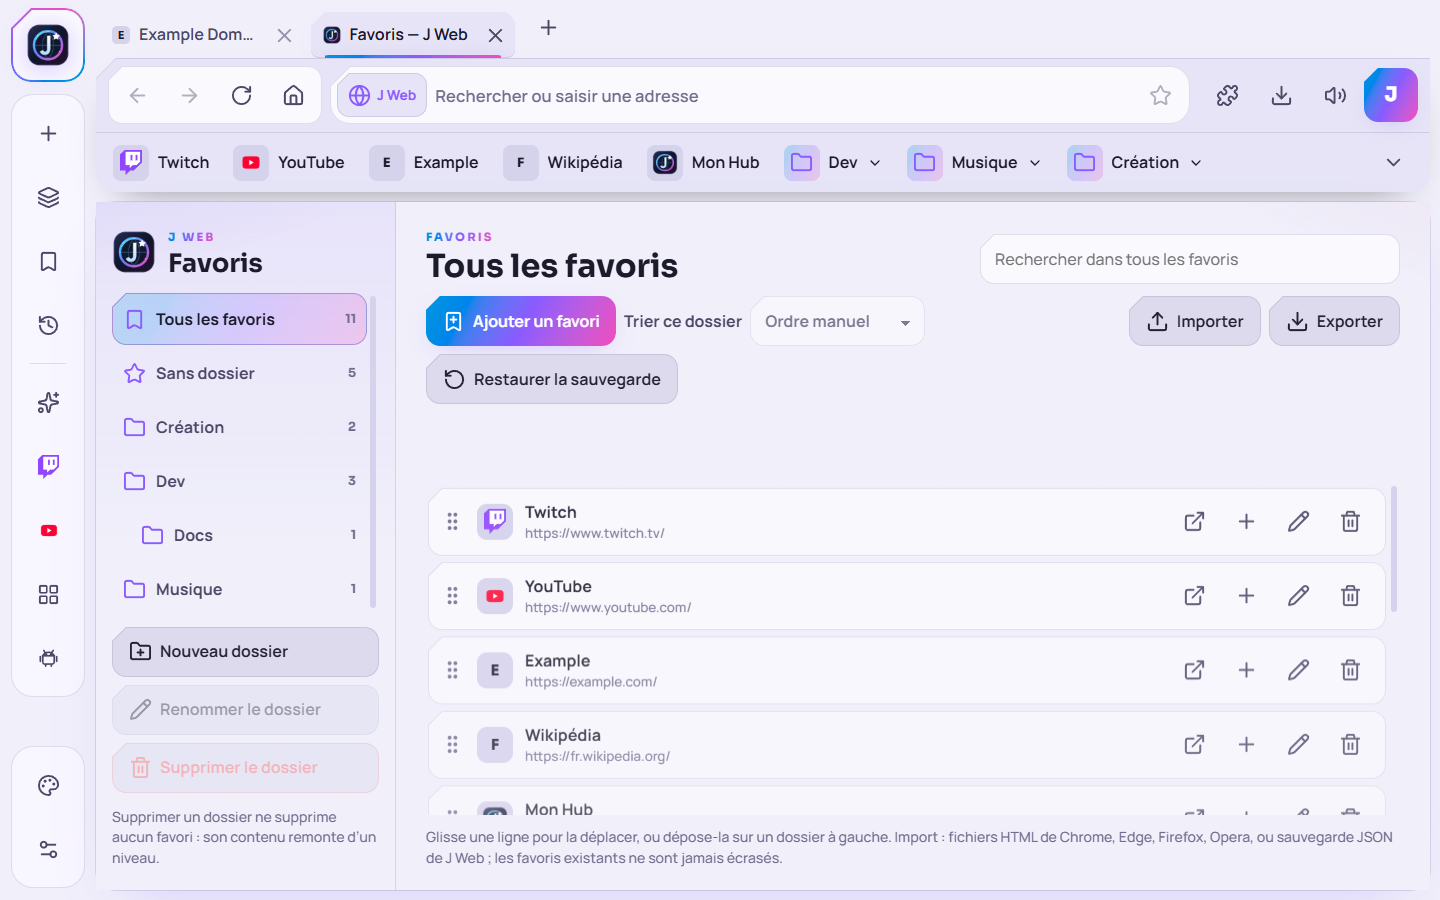 E Example Dom...
Favoris — J Web
J Web
Rechercher ou saisir une adresse
J
Twitch
YouTube
E Example
F Wikipédia
Mon Hub
Dev
Musique
Création
J WEB
Favoris
Tous les favoris 11
Sans dossier 5
Création 2
Dev 3
Docs 1
Musique 1
Nouveau dossier
Renommer le dossier
Supprimer le dossier
Supprimer un dossier ne supprime
aucun favori : son contenu remonte d'un
niveau.
FAVORIS
Tous les favoris
Rechercher dans tous les favoris
Ajouter un favori
Trier ce dossier
Ordre manuel
Importer
Exporter
Restaurer la sauvegarde
Twitch
https://www.twitch.tv/
YouTube
https://www.youtube.com/
E
Example
https://example.com/
F
Wikipédia
https://fr.wikipedia.org/
Mon Hub
Glisse une ligne pour la déplacer, ou dépose-la sur un dossier à gauche. Import : fichiers HTML de Chrome, Edge, Firefox, Opera, ou sauvegarde JSON
de J Web ; les favoris existants ne sont jamais écrasés.